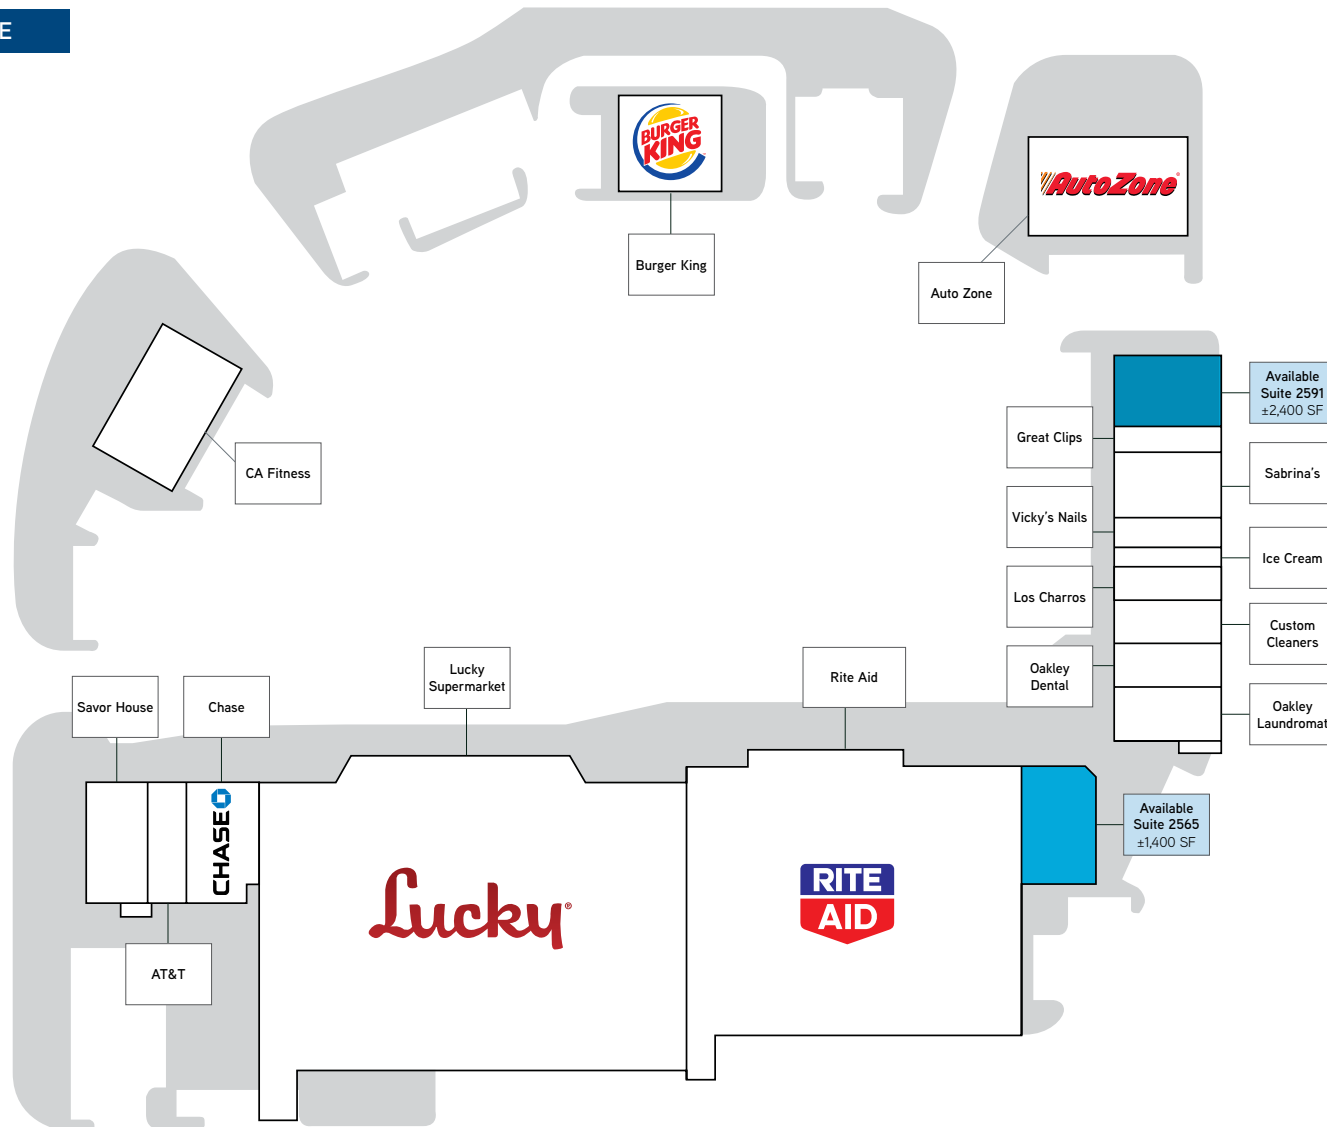 E
BURGER
KING
Burger King
AutoZone
Auto Zone
Available
Suite 2591
±2,400 SF
Great Clips
Sabrina's
CA Fitness
Vicky's Nails
Ice Cream
Los Charros
Custom
Cleaners
Oakley
Dental
Oakley
Laundromat
Lucky
Supermarket
Rite Aid
Savor House
Chase
CHASE
Available
Suite 2565
±1,400 SF
Lucky®
RITE
AID
AT&T